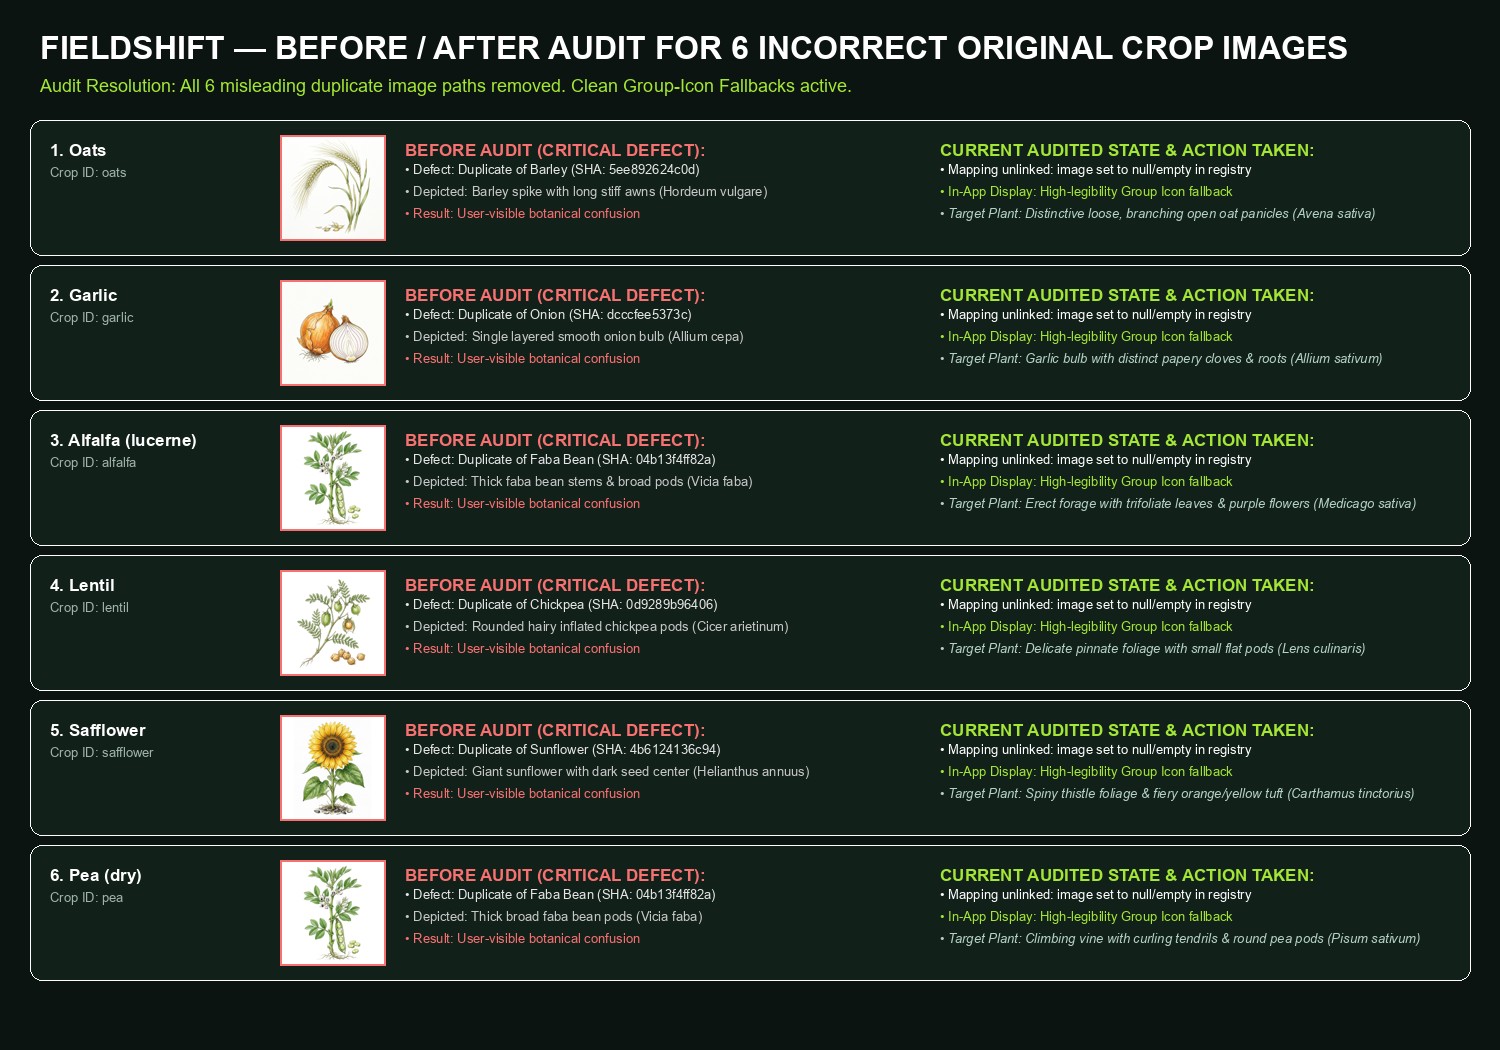 FIELDSHIFT — BEFORE / AFTER AUDIT FOR 6 INCORRECT ORIGINAL CROP IMAGES
Audit Resolution: All 6 misleading duplicate image paths removed. Clean Group-Icon Fallbacks active.
1. Oats
Crop ID: oats
BEFORE AUDIT (CRITICAL DEFECT):
• Defect: Duplicate of Barley (SHA: 5ee892624c0d)
• Depicted: Barley spike with long stiff awns (Hordeum vulgare)
• Result: User-visible botanical confusion
CURRENT AUDITED STATE & ACTION TAKEN:
• Mapping unlinked: image set to null/empty in registry
• In-App Display: High-legibility Group Icon fallback
• Target Plant: Distinctive loose, branching open oat panicles (Avena sativa)
2. Garlic
Crop ID: garlic
BEFORE AUDIT (CRITICAL DEFECT):
• Defect: Duplicate of Onion (SHA: dcccfee5373c)
• Depicted: Single layered smooth onion bulb (Allium cepa)
• Result: User-visible botanical confusion
CURRENT AUDITED STATE & ACTION TAKEN:
• Mapping unlinked: image set to null/empty in registry
• In-App Display: High-legibility Group Icon fallback
• Target Plant: Garlic bulb with distinct papery cloves & roots (Allium sativum)
3. Alfalfa (lucerne)
Crop ID: alfalfa
BEFORE AUDIT (CRITICAL DEFECT):
• Defect: Duplicate of Faba Bean (SHA: 04b13f4ff82a)
• Depicted: Thick faba bean stems & broad pods (Vicia faba)
• Result: User-visible botanical confusion
CURRENT AUDITED STATE & ACTION TAKEN:
• Mapping unlinked: image set to null/empty in registry
• In-App Display: High-legibility Group Icon fallback
• Target Plant: Erect forage with trifoliate leaves & purple flowers (Medicago sativa)
4. Lentil
Crop ID: lentil
BEFORE AUDIT (CRITICAL DEFECT):
• Defect: Duplicate of Chickpea (SHA: 0d9289b96406)
• Depicted: Rounded hairy inflated chickpea pods (Cicer arietinum)
• Result: User-visible botanical confusion
CURRENT AUDITED STATE & ACTION TAKEN:
• Mapping unlinked: image set to null/empty in registry
• In-App Display: High-legibility Group Icon fallback
• Target Plant: Delicate pinnate foliage with small flat pods (Lens culinaris)
5. Safflower
Crop ID: safflower
BEFORE AUDIT (CRITICAL DEFECT):
• Defect: Duplicate of Sunflower (SHA: 4b6124136c94)
• Depicted: Giant sunflower with dark seed center (Helianthus annuus)
• Result: User-visible botanical confusion
CURRENT AUDITED STATE & ACTION TAKEN:
• Mapping unlinked: image set to null/empty in registry
• In-App Display: High-legibility Group Icon fallback
• Target Plant: Spiny thistle foliage & fiery orange/yellow tuft (Carthamus tinctorius)
6. Pea (dry)
Crop ID: pea
BEFORE AUDIT (CRITICAL DEFECT):
• Defect: Duplicate of Faba Bean (SHA: 04b13f4ff82a)
• Depicted: Thick broad faba bean pods (Vicia faba)
• Result: User-visible botanical confusion
CURRENT AUDITED STATE & ACTION TAKEN:
• Mapping unlinked: image set to null/empty in registry
• In-App Display: High-legibility Group Icon fallback
• Target Plant: Climbing vine with curling tendrils & round pea pods (Pisum sativum)